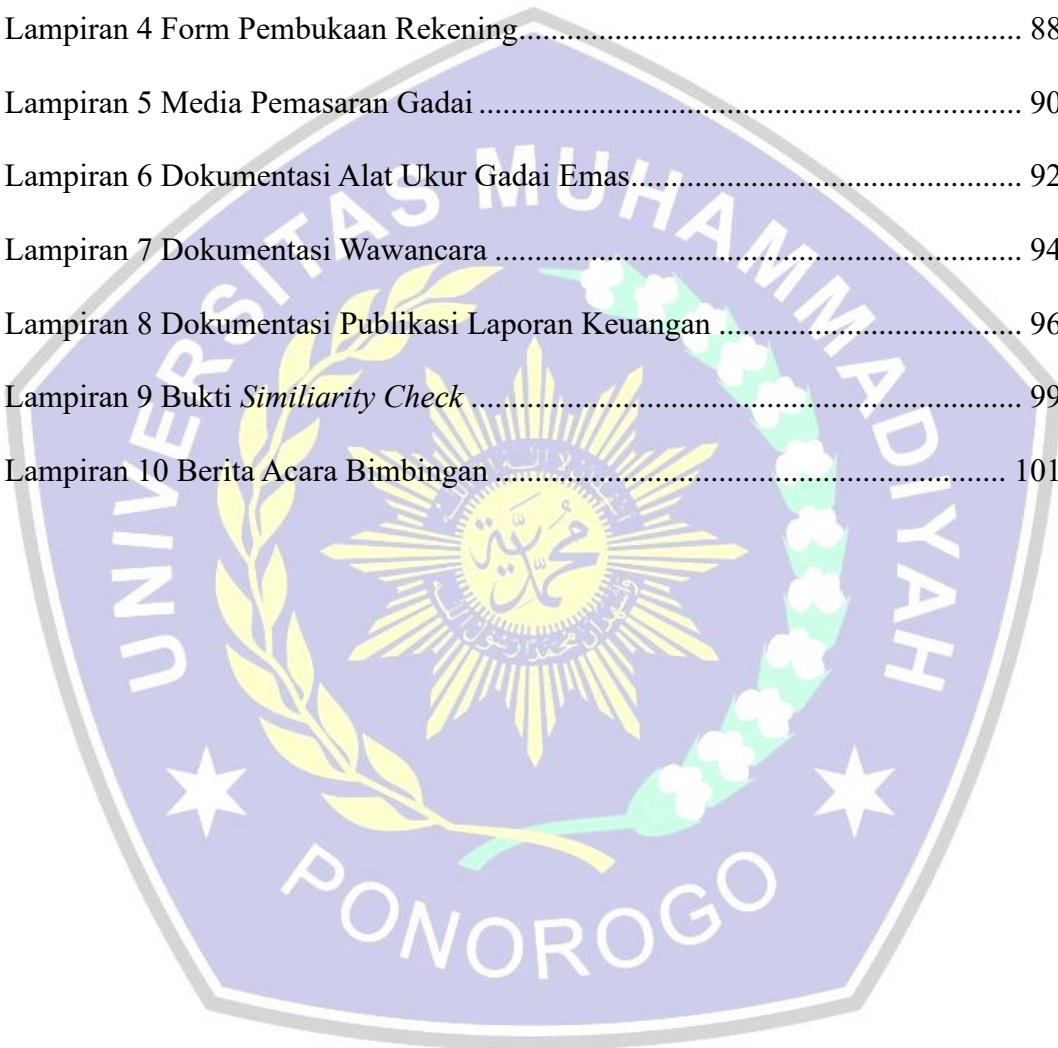 Lampiran 4 Form Pembukaan Rekening.................................................................. 88
Lampiran 5 Media Pemasaran Gadai ....................................................................... 90
Lampiran 6 Dokumentasi Alat Ukur Gadai Emas................................................... 92
Lampiran 7 Dokumentasi Wawancara ..................................................................... 94
Lampiran 8 Dokumentasi Publikasi Laporan Keuangan ........................................ 96
Lampiran 9 Bukti Similiarity Check ........................................................................ 99
Lampiran 10 Berita Acara Bimbingan ................................................................... 101
UNIVERSITAS MUHAMMADIYAH
محمدية
PONOROGO